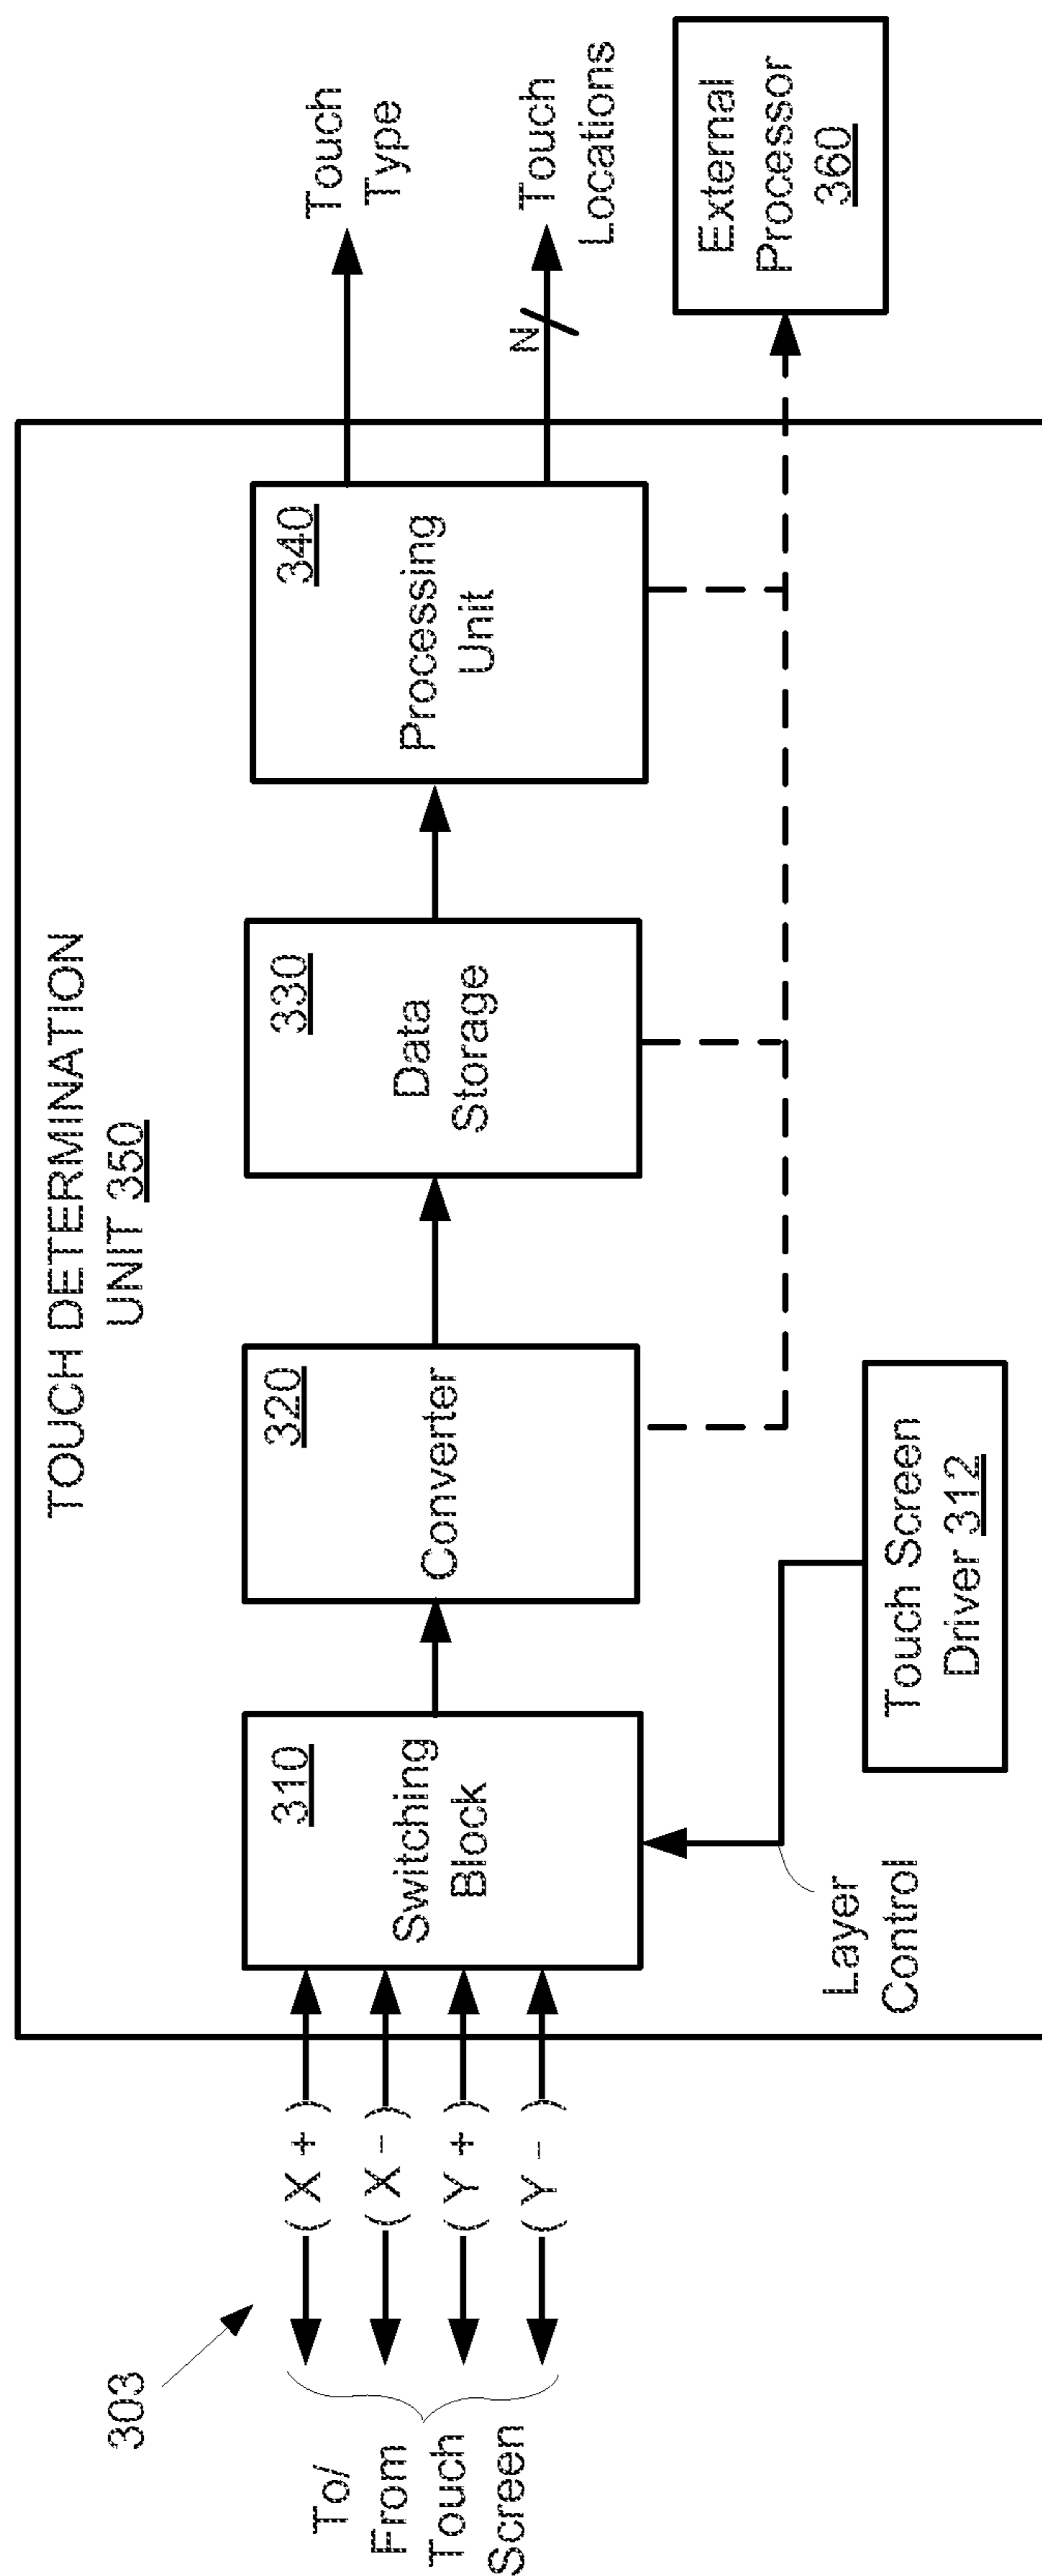 303
To/
From
Touch
Screen
( X + )
( X - )
( Y + )
( Y - )
TOUCH DETERMINATION
UNIT 350
310
Switching
Block
Layer
Control
Touch Screen
Driver 312
320
Converter
330
Data
Storage
340
Processing
Unit
Touch
Type
N
Touch
Locations
External
Processor
360